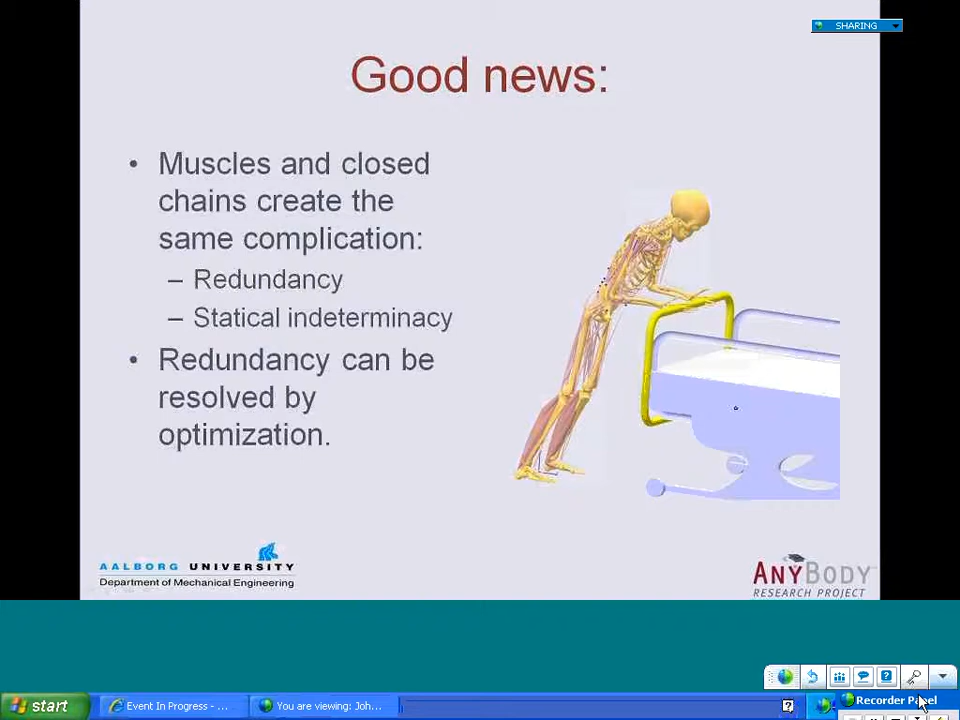 SHARING
Good news:
• Muscles and closed
chains create the
same complication:
– Redundancy
– Statical indeterminacy
• Redundancy can be
resolved by
optimization.
AALBORG UNIVERSITY
Department of Mechanical Engineering
ANYBODY
RESEARCH PROJECT
start
Event In Progress - ...
You are viewing: Joh...
Recorder Panel